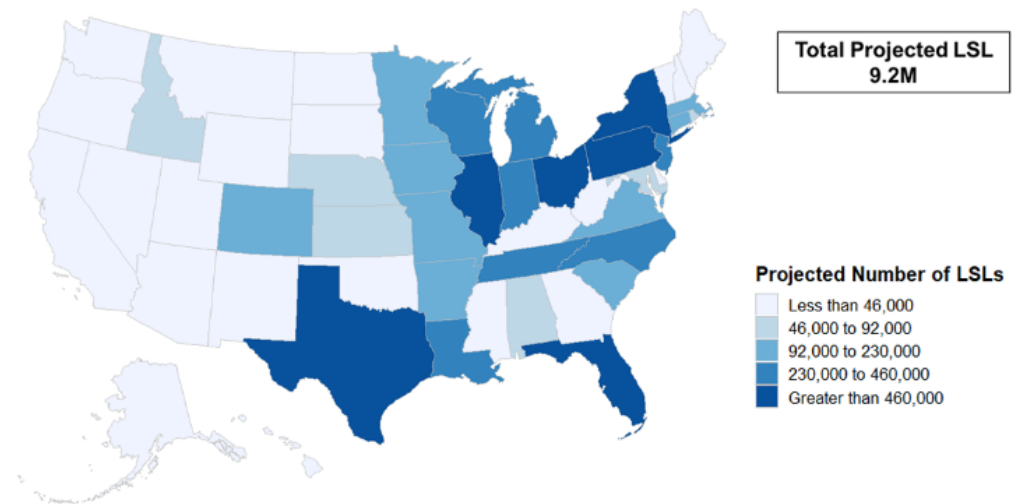 Total Projected LSL
9.2M
Projected Number of LSLs
Less than 46,000
46,000 to 92,000
92,000 to 230,000
230,000 to 460,000
Greater than 460,000